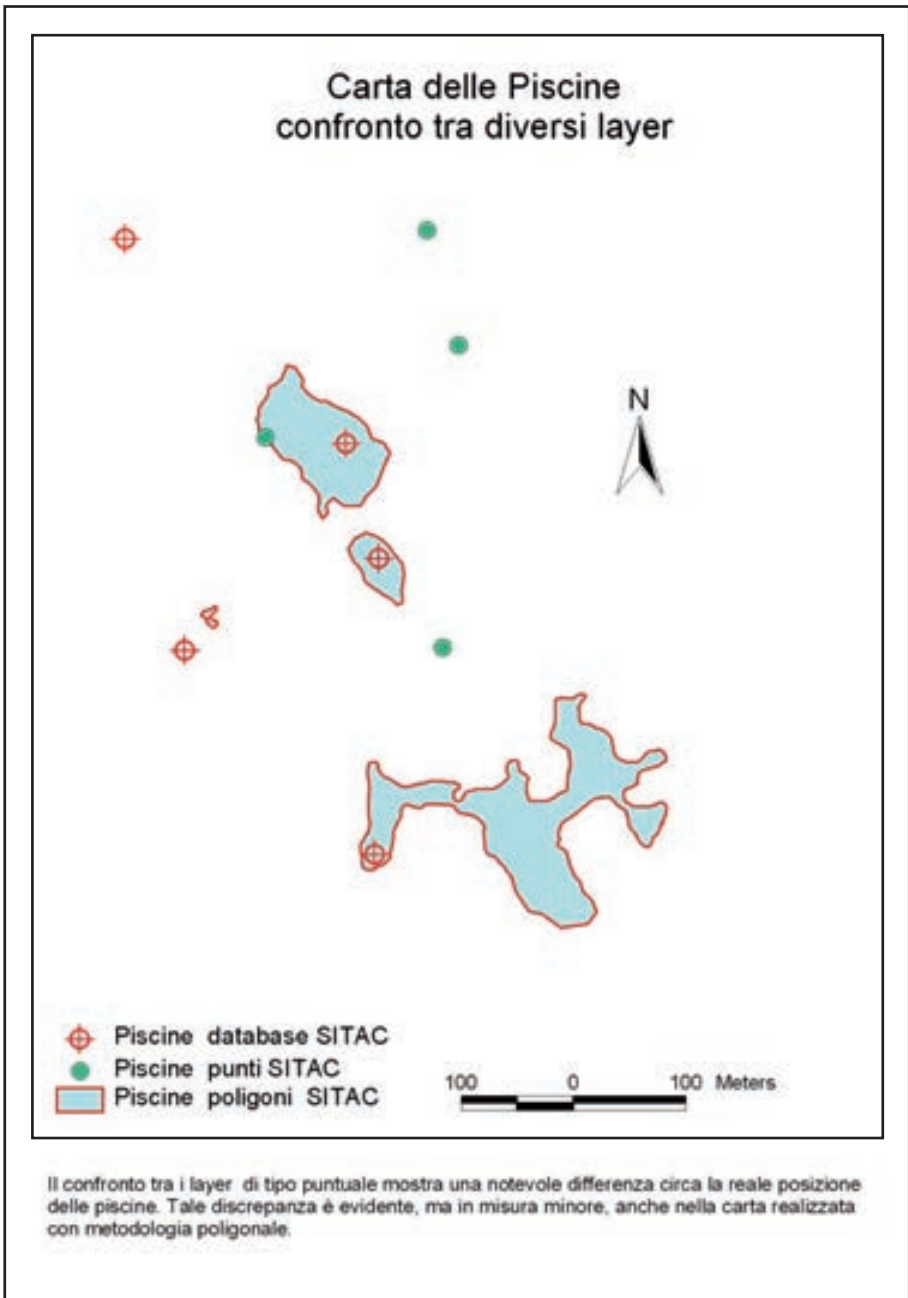 Carta delle Piscine
confronto tra diversi layer
N
Piscine database SITAC
Piscine punti SITAC
Piscine poligoni SITAC
100 0 100 Meters
Il confronto tra i layer di tipo puntuale mostra una notevole differenza circa la reale posizione
delle piscine. Tale discrepanza è evidente, ma in misura minore, anche nella carta realizzata
con metodologia poligonale.